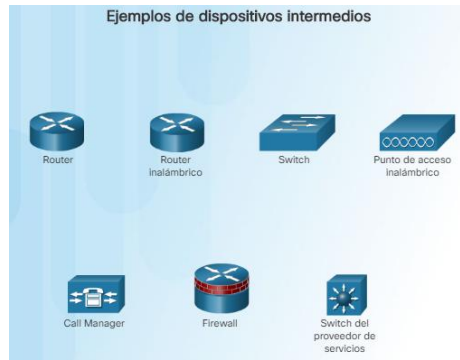 Ejemplos de dispositivos intermedios
Router
Router
inalámbrico
Switch
Punto de acceso
inalámbrico
Call Manager
Firewall
Switch del
proveedor de
servicios